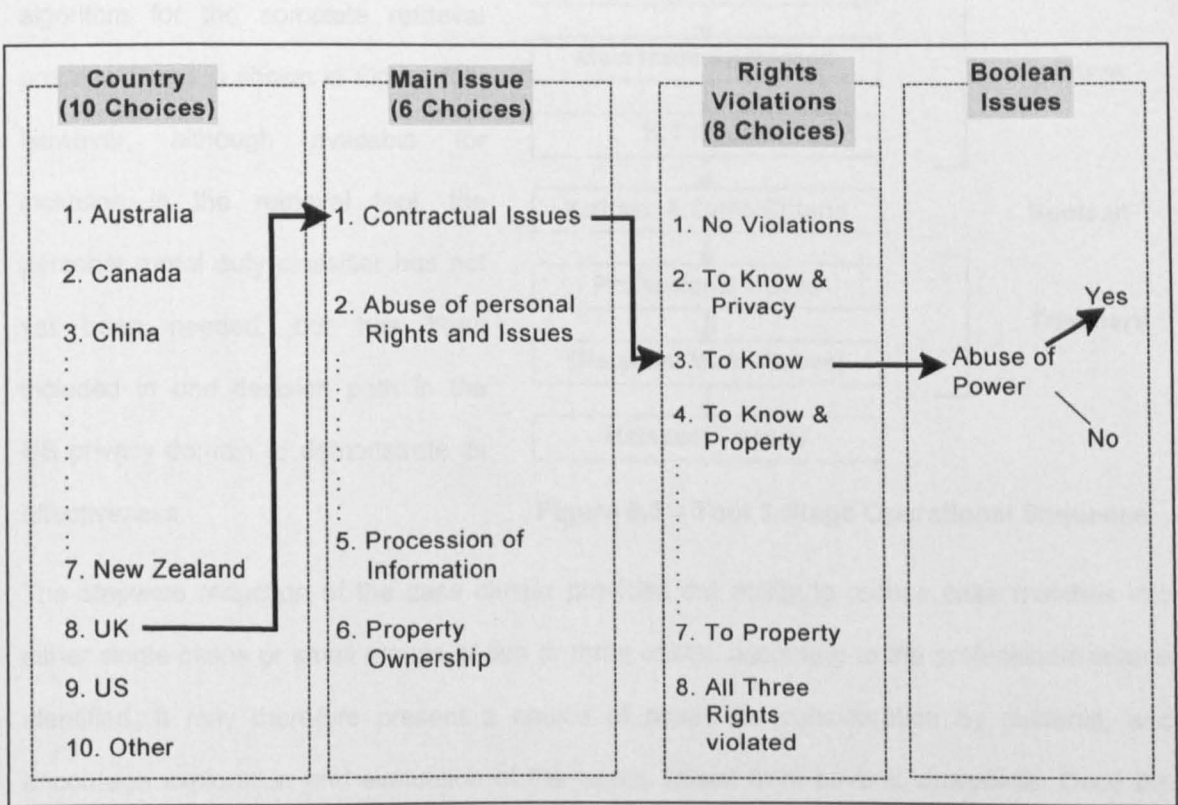 Country
(10 Choices)
1. Australia
2. Canada
3. China
7. New Zealand
8. UK
9. US
10. Other
Main Issue
(6 Choices)
1. Contractual Issues
2. Abuse of personal
Rights and Issues
5. Procession of
Information
6. Property
Ownership
Rights
Violations
(8 Choices)
1. No Violations
2. To Know &
Privacy
3. To Know
4. To Know &
Property
7. To Property
8. All Three
Rights
violated
Boolean
Issues
Abuse of
Power
Yes
No